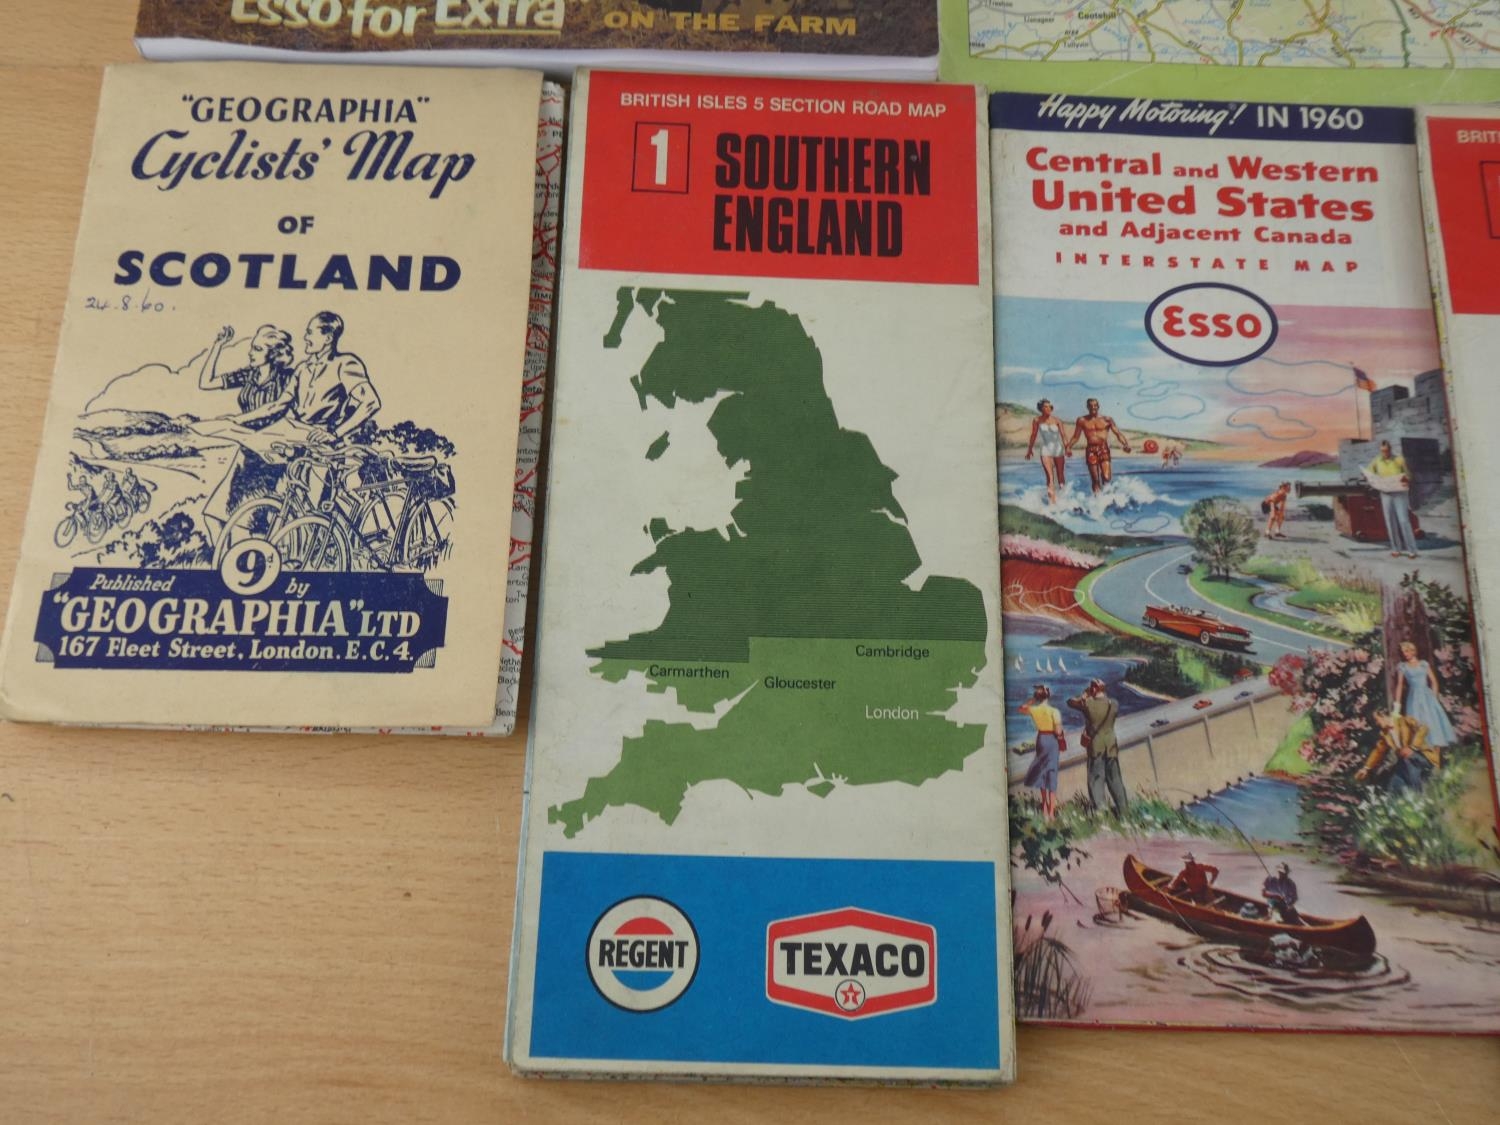 "Esso for Extra"
ON THE FARM
Cootehill
"GEOGRAPHIA"
Cyclists' Map
OF
SCOTLAND
24.8.60.
Published
9D
by
"GEOGRAPHIA" LTD
167 Fleet Street, London. E.C.4.
BRITISH ISLES 5 SECTION ROAD MAP
1
SOUTHERN
ENGLAND
Cambridge
Carmarthen
Gloucester
London
REGENT
TEXACO
T
Happy Motoring! IN 1960
Central and Western
United States
and Adjacent Canada
INTERSTATE MAP
Esso
BRITI